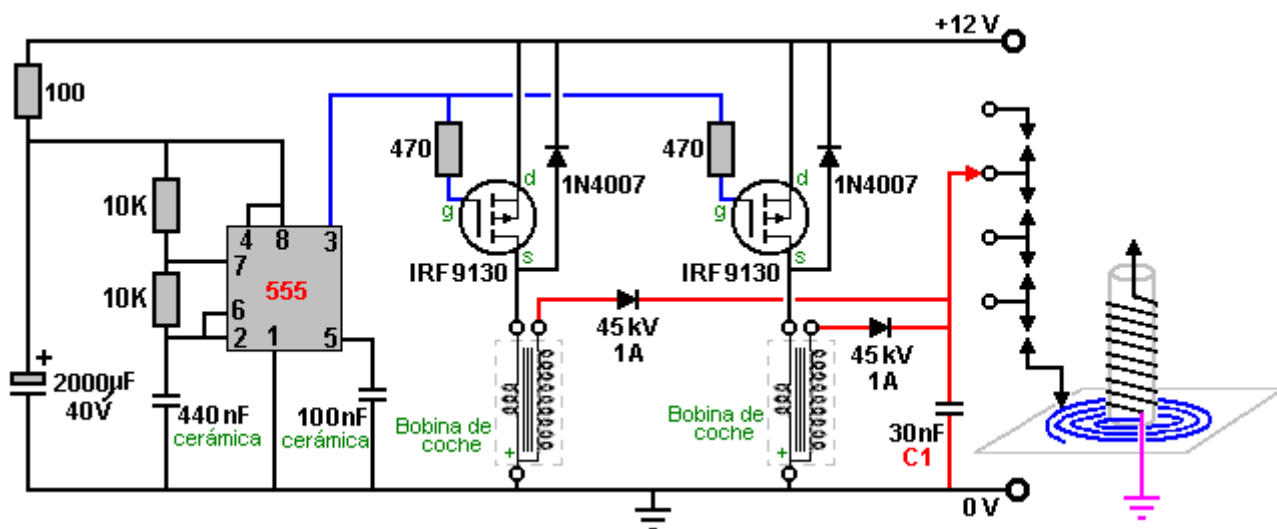 +12 V
100
470
470
d
d
1N4007
1N4007
10K
g
g
4 8 3
s
s
7
IRF9130
IRF9130
10K
555
6
2 1 5
45 kV
1A
45 kV
1A
+
2000µF
40V
440 nF
cerámica
100nF
cerámica
Bobina de
coche
+
Bobina de
coche
+
30nF
C1
0 V